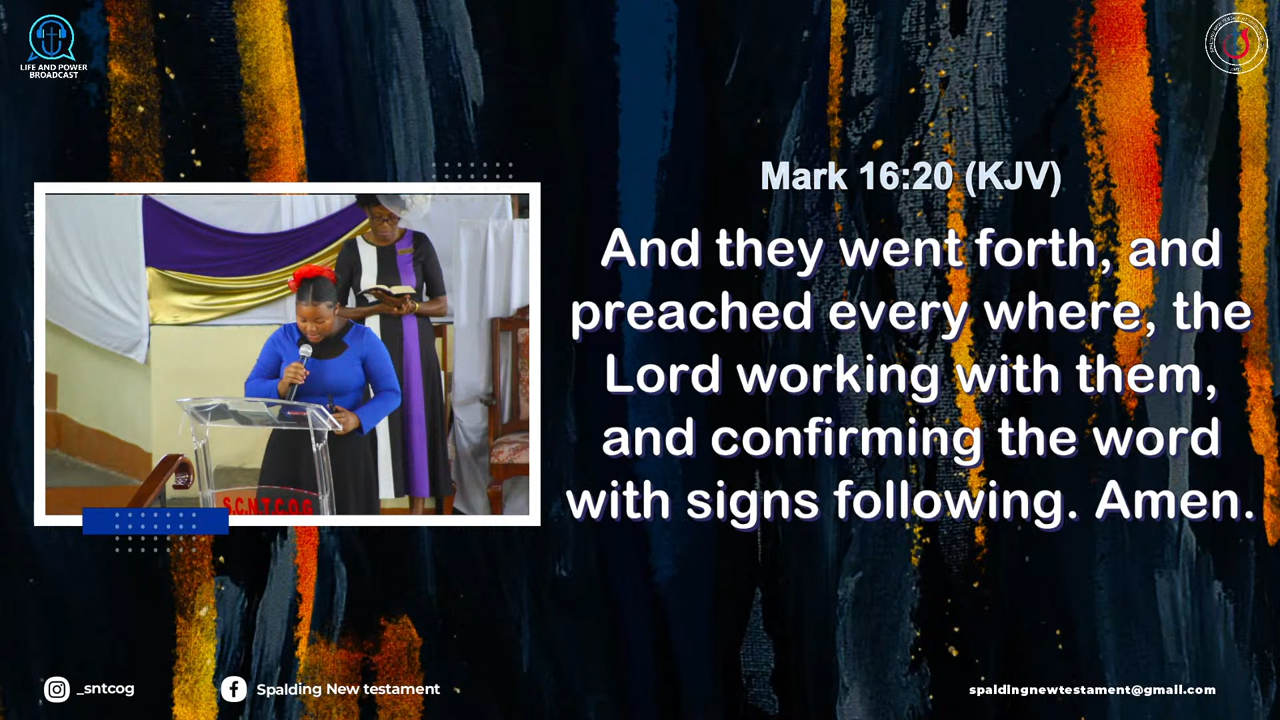 LIFE AND POWER
BROADCAST
Mark 16:20 (KJV)
And they went forth, and
preached every where, the
Lord working with them,
and confirming the word
with signs following. Amen.
S.C.N.T.C.O.G
_sntcog
Spalding New testament
spaldingnewtestament@gmail.com